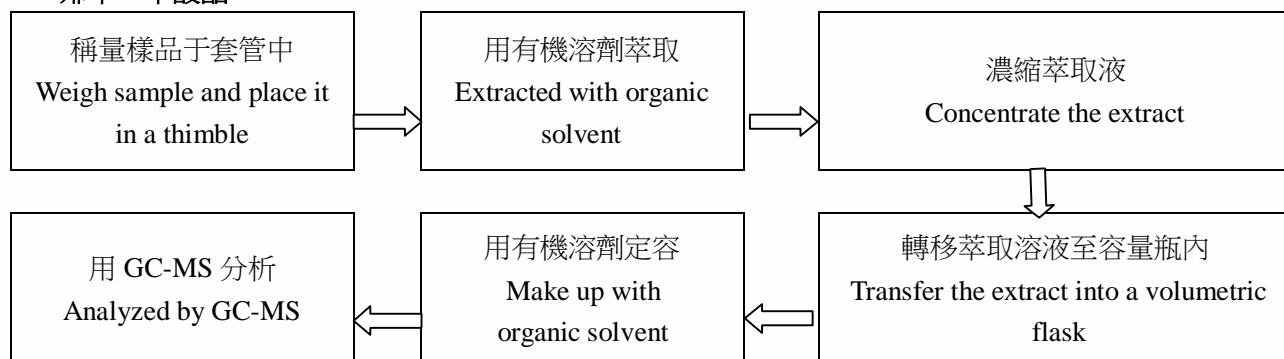 稱量樣品于套管中
Weigh sample and place it
in a thimble
用有機溶劑萃取
Extracted with organic
solvent
濃縮萃取液
Concentrate the extract
轉移萃取溶液至容量瓶內
Transfer the extract into a volumetric
flask
用有機溶劑定容
Make up with
organic solvent
用 GC-MS 分析
Analyzed by GC-MS